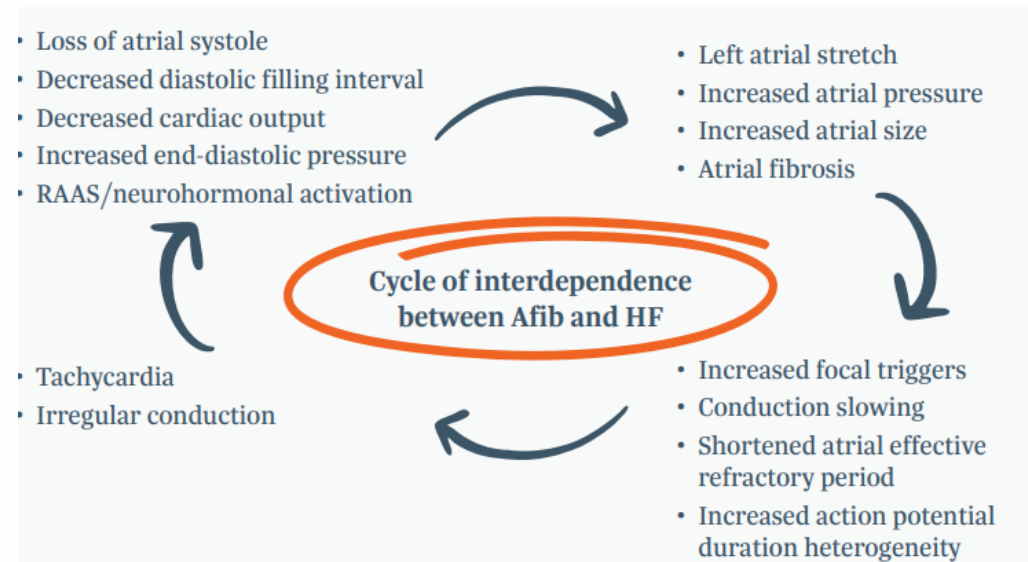 • Loss of atrial systole
• Decreased diastolic filling interval
• Decreased cardiac output
• Increased end-diastolic pressure
• RAAS/neurohormonal activation
• Left atrial stretch
• Increased atrial pressure
• Increased atrial size
• Atrial fibrosis
Cycle of interdependence
between Afib and HF
• Increased focal triggers
• Conduction slowing
• Shortened atrial effective
refractory period
• Increased action potential
duration heterogeneity
• Tachycardia
• Irregular conduction